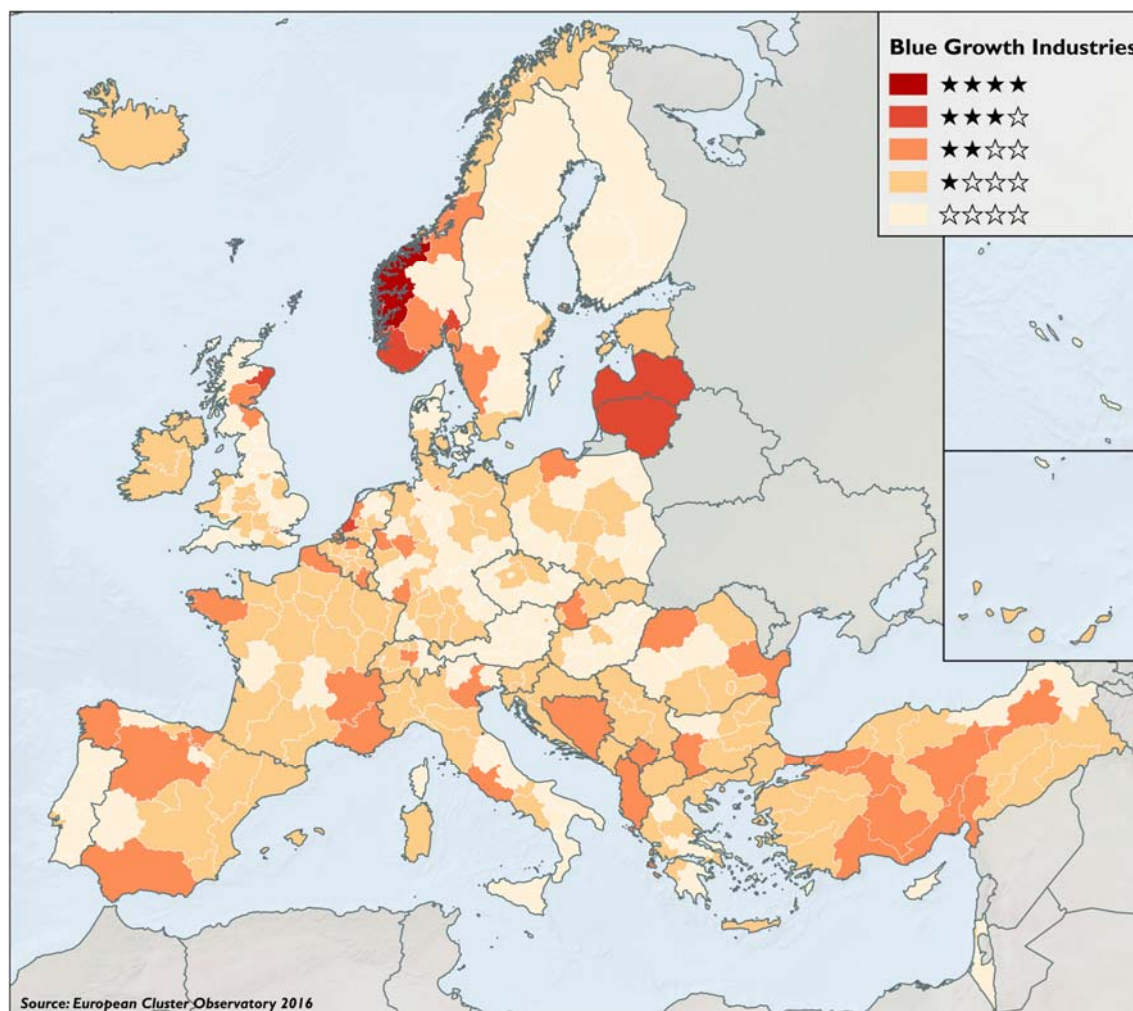 Blue Growth Industries
★★★★
★★★☆
★★☆☆
★☆☆☆
☆☆☆☆
Source: European Cluster Observatory 2016